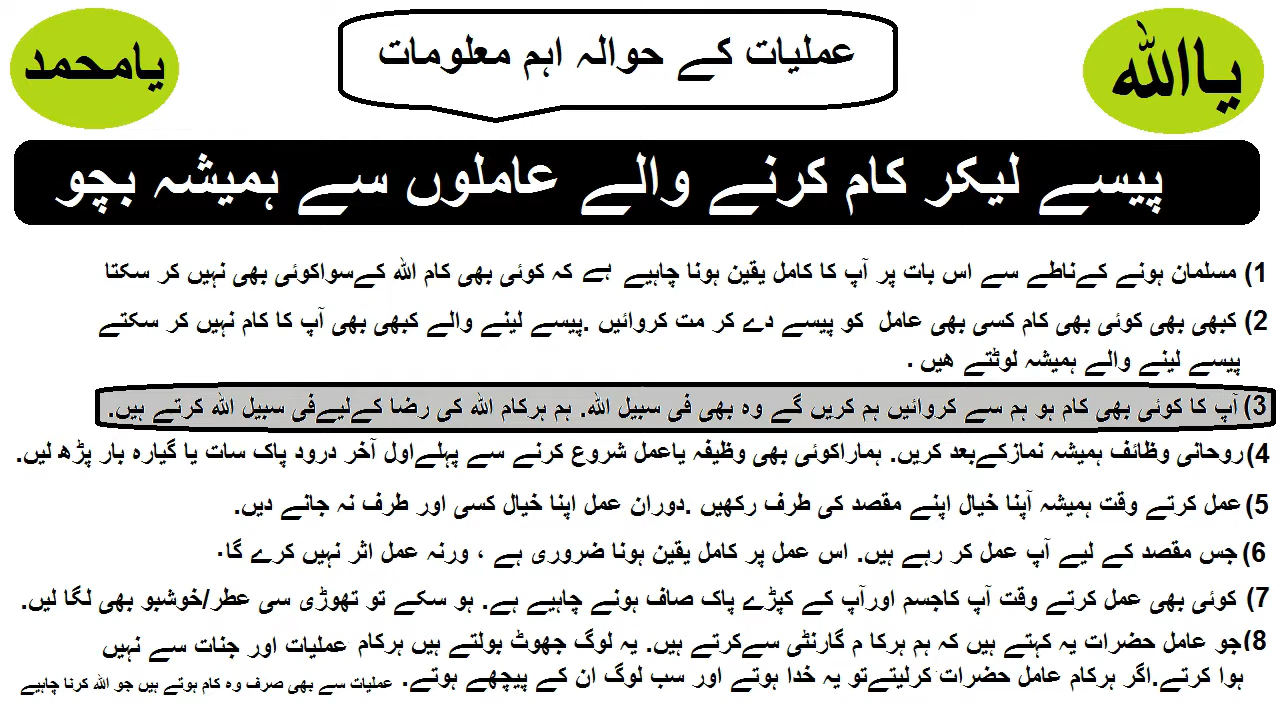 یااللہ
عملیات کے حوالہ اہم معلومات
یامحمد
پیسے لیکر کام کرنے والے عاملوں سے ہمیشہ بچو
1) مسلمان ہونے کےناطے سے اس بات پر آپ کا کامل یقین ہونا چاہیے ہے کہ کوئی بھی کام اللہ کےسواکوئی بھی نہیں کر سکتا
2) کبھی بھی کوئی بھی کام کسی بھی عامل کو پیسے دے کر مت کروائیں .پیسے لینے والے کبھی بھی آپ کا کام نہیں کر سکتے
پیسے لینے والے ہمیشہ لوٹتے ھیں .
3) آپ کا کوئی بھی کام ہو ہم سے کروائیں ہم کریں گے وہ بھی فی سبیل اللہ. ہم ہرکام اللہ کی رضا کےلیےفی سبیل اللہ کرتے ہیں.
4)روحانی وظائف ہمیشہ نمازکےبعد کریں. ہماراکوئی بھی وظیفہ یاعمل شروع کرنے سے پہلےاول آخر درود پاک سات یا گیارہ بار پڑھ لیں.
5)عمل کرتے وقت ہمیشہ آپنا خیال اپنے مقصد کی طرف رکھیں .دوران عمل اپنا خیال کسی اور طرف نہ جانے دیں.
6)جس مقصد کے لیے آپ عمل کر رہے ہیں. اس عمل پر کامل یقین ہونا ضروری ہے ، ورنہ عمل اثر نہیں کرے گا.
7) کوئی بھی عمل کرتے وقت آپ کاجسم اورآپ کے کپڑے پاک صاف ہونے چاہیے ہے. ہو سکے تو تھوڑی سی عطر/خوشبو بھی لگا لیں.
8)جو عامل حضرات یہ کہتے ہیں کہ ہم ہرکا م گارنٹی سےکرتے ہیں. یہ لوگ جھوٹ بولتے ہیں ہرکام عملیات اور جنات سے نہیں
ہوا کرتے.اگر ہرکام عامل حضرات کرلیتےتو یہ خدا ہوتے اور سب لوگ ان کے پیچھے ہوتے. عملیات سے بھی صرف وہ کام ہوتے ہیں جو اللہ کرنا چاہیے